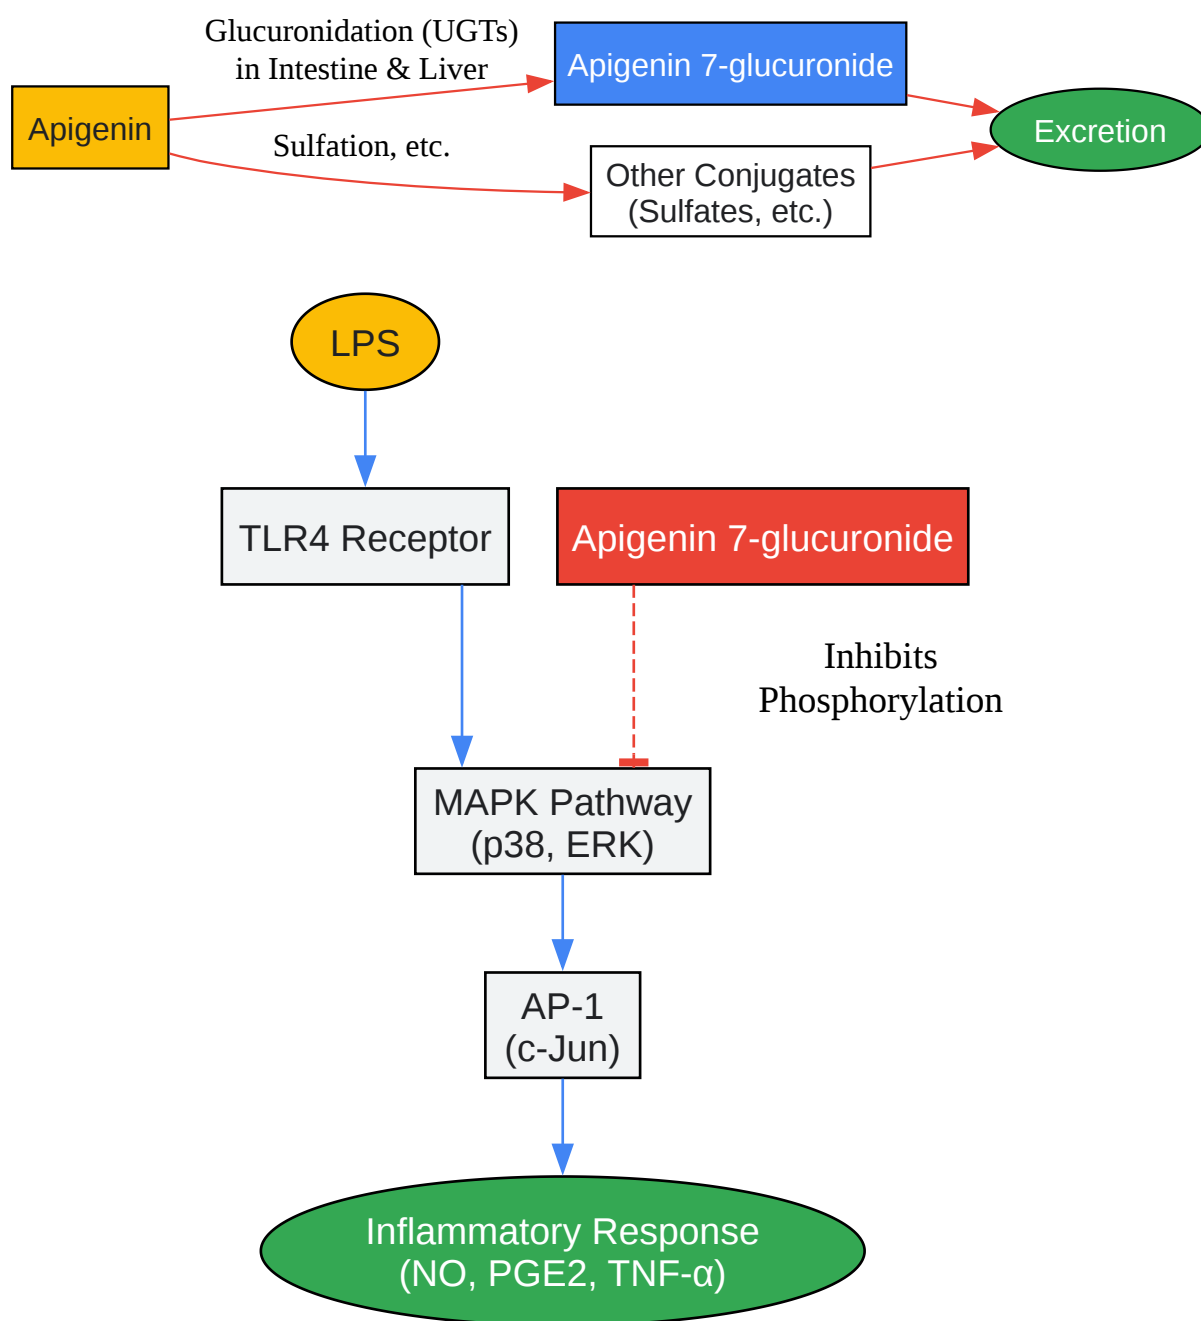 Glucuronidation (UGTs)
in Intestine & Liver
Apigenin 7-glucuronide
Apigenin
Excretion
Sulfation, etc.
Other Conjugates
(Sulfates, etc.)
LPS
TLR4 Receptor
Apigenin 7-glucuronide
Inhibits
Phosphorylation
MAPK Pathway
(p38, ERK)
AP-1
(c-Jun)
Inflammatory Response
(NO, PGE2, TNF-α)